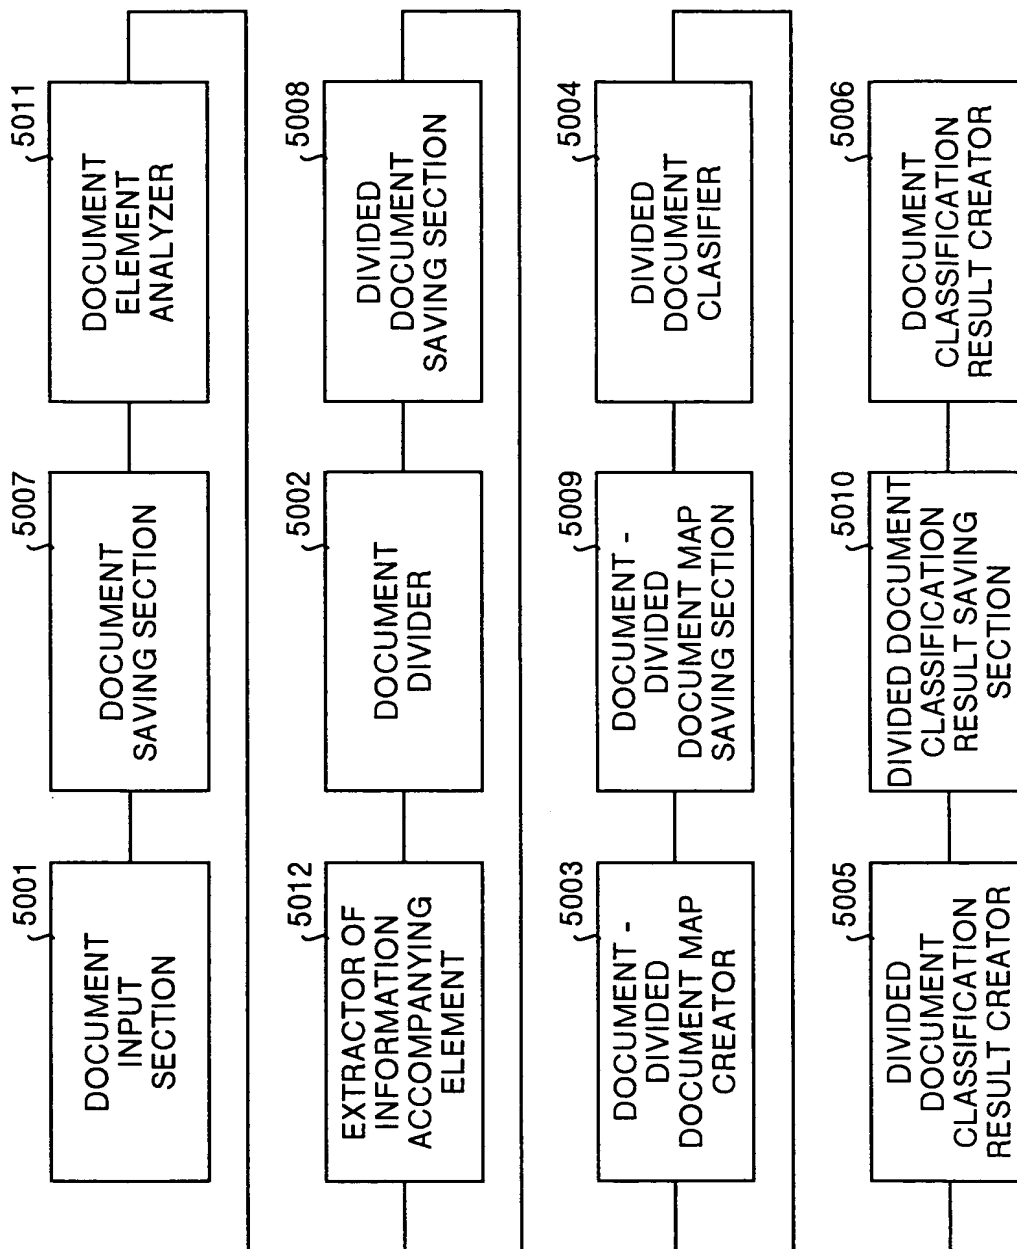 5001
DOCUMENT
INPUT
SECTION
5007
DOCUMENT
SAVING SECTION
5011
DOCUMENT
ELEMENT
ANALYZER
5012
EXTRACTOR OF
INFORMATION
ACCOMPANYING
ELEMENT
5002
DOCUMENT
DIVIDER
5008
DIVIDED
DOCUMENT
SAVING SECTION
5003
DOCUMENT -
DIVIDED
DOCUMENT MAP
CREATOR
5009
DOCUMENT -
DIVIDED
DOCUMENT MAP
SAVING SECTION
5004
DIVIDED
DOCUMENT
CLASIFIER
5005
DIVIDED
DOCUMENT
CLASSIFICATION
RESULT CREATOR
5010
DIVIDED DOCUMENT
CLASSIFICATION
RESULT SAVING
SECTION
5006
DOCUMENT
CLASSIFICATION
RESULT CREATOR